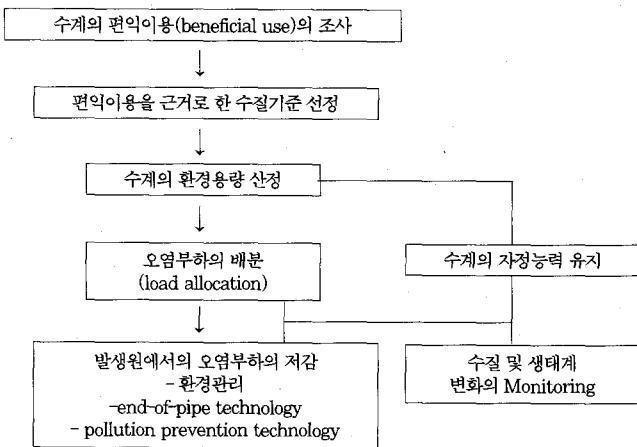 수계의 편익이용(beneficial use)의 조사
편익이용을 근거로 한 수질기준 선정
수계의 환경용량 산정
오염부하의 배분
(load allocation)
수계의 자정능력 유지
발생원에서의 오염부하의 저감
- 환경관리
-end-of-pipe technology
- pollution prevention technology
수질 및 생태계
변화의 Monitoring